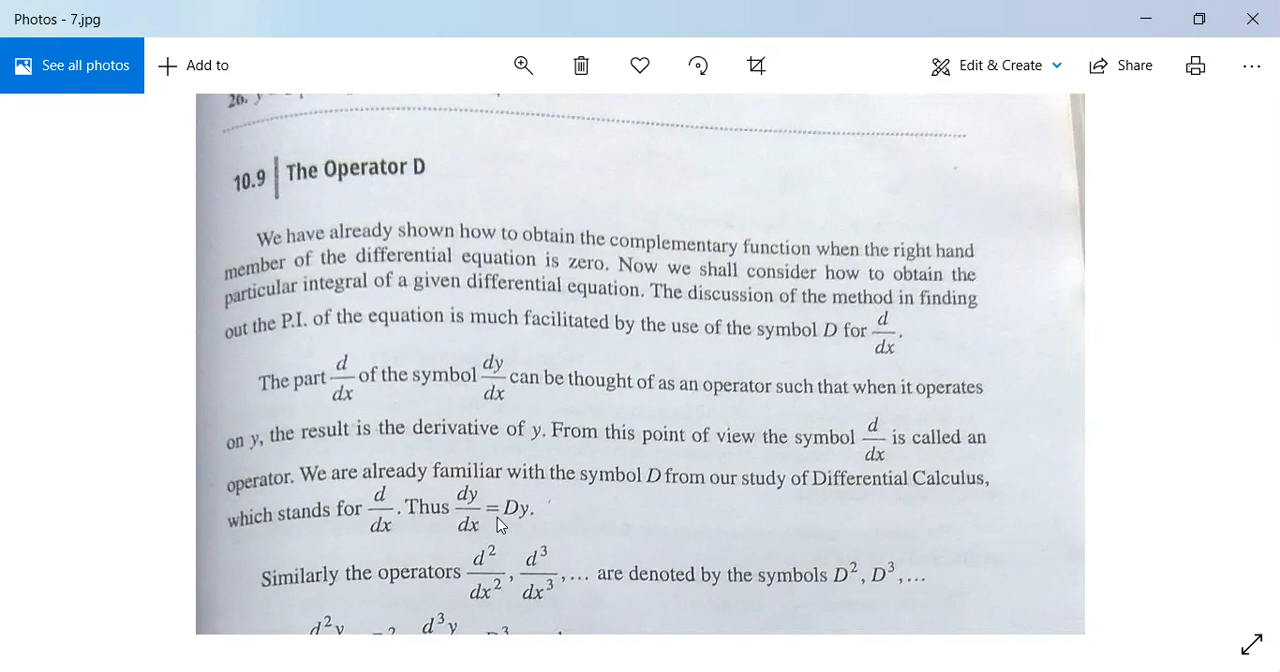 Photos - 7.jpg
See all photos
Add to
Edit & Create
Share
26. y
10.9 The Operator D
We have already shown how to obtain the complementary function when the right hand
member of the differential equation is zero. Now we shall consider how to obtain the
particular integral of a given differential equation. The discussion of the method in finding
out the P.I. of the equation is much facilitated by the use of the symbol D for d/dx.
The part d/dx of the symbol dy/dx can be thought of as an operator such that when it operates
on y, the result is the derivative of y. From this point of view the symbol d/dx is called an
operator. We are already familiar with the symbol D from our study of Differential Calculus,
which stands for d/dx. Thus dy/dx = Dy.
Similarly the operators d²/dx², d³/dx³, ... are denoted by the symbols D², D³, ...
d²y d³y